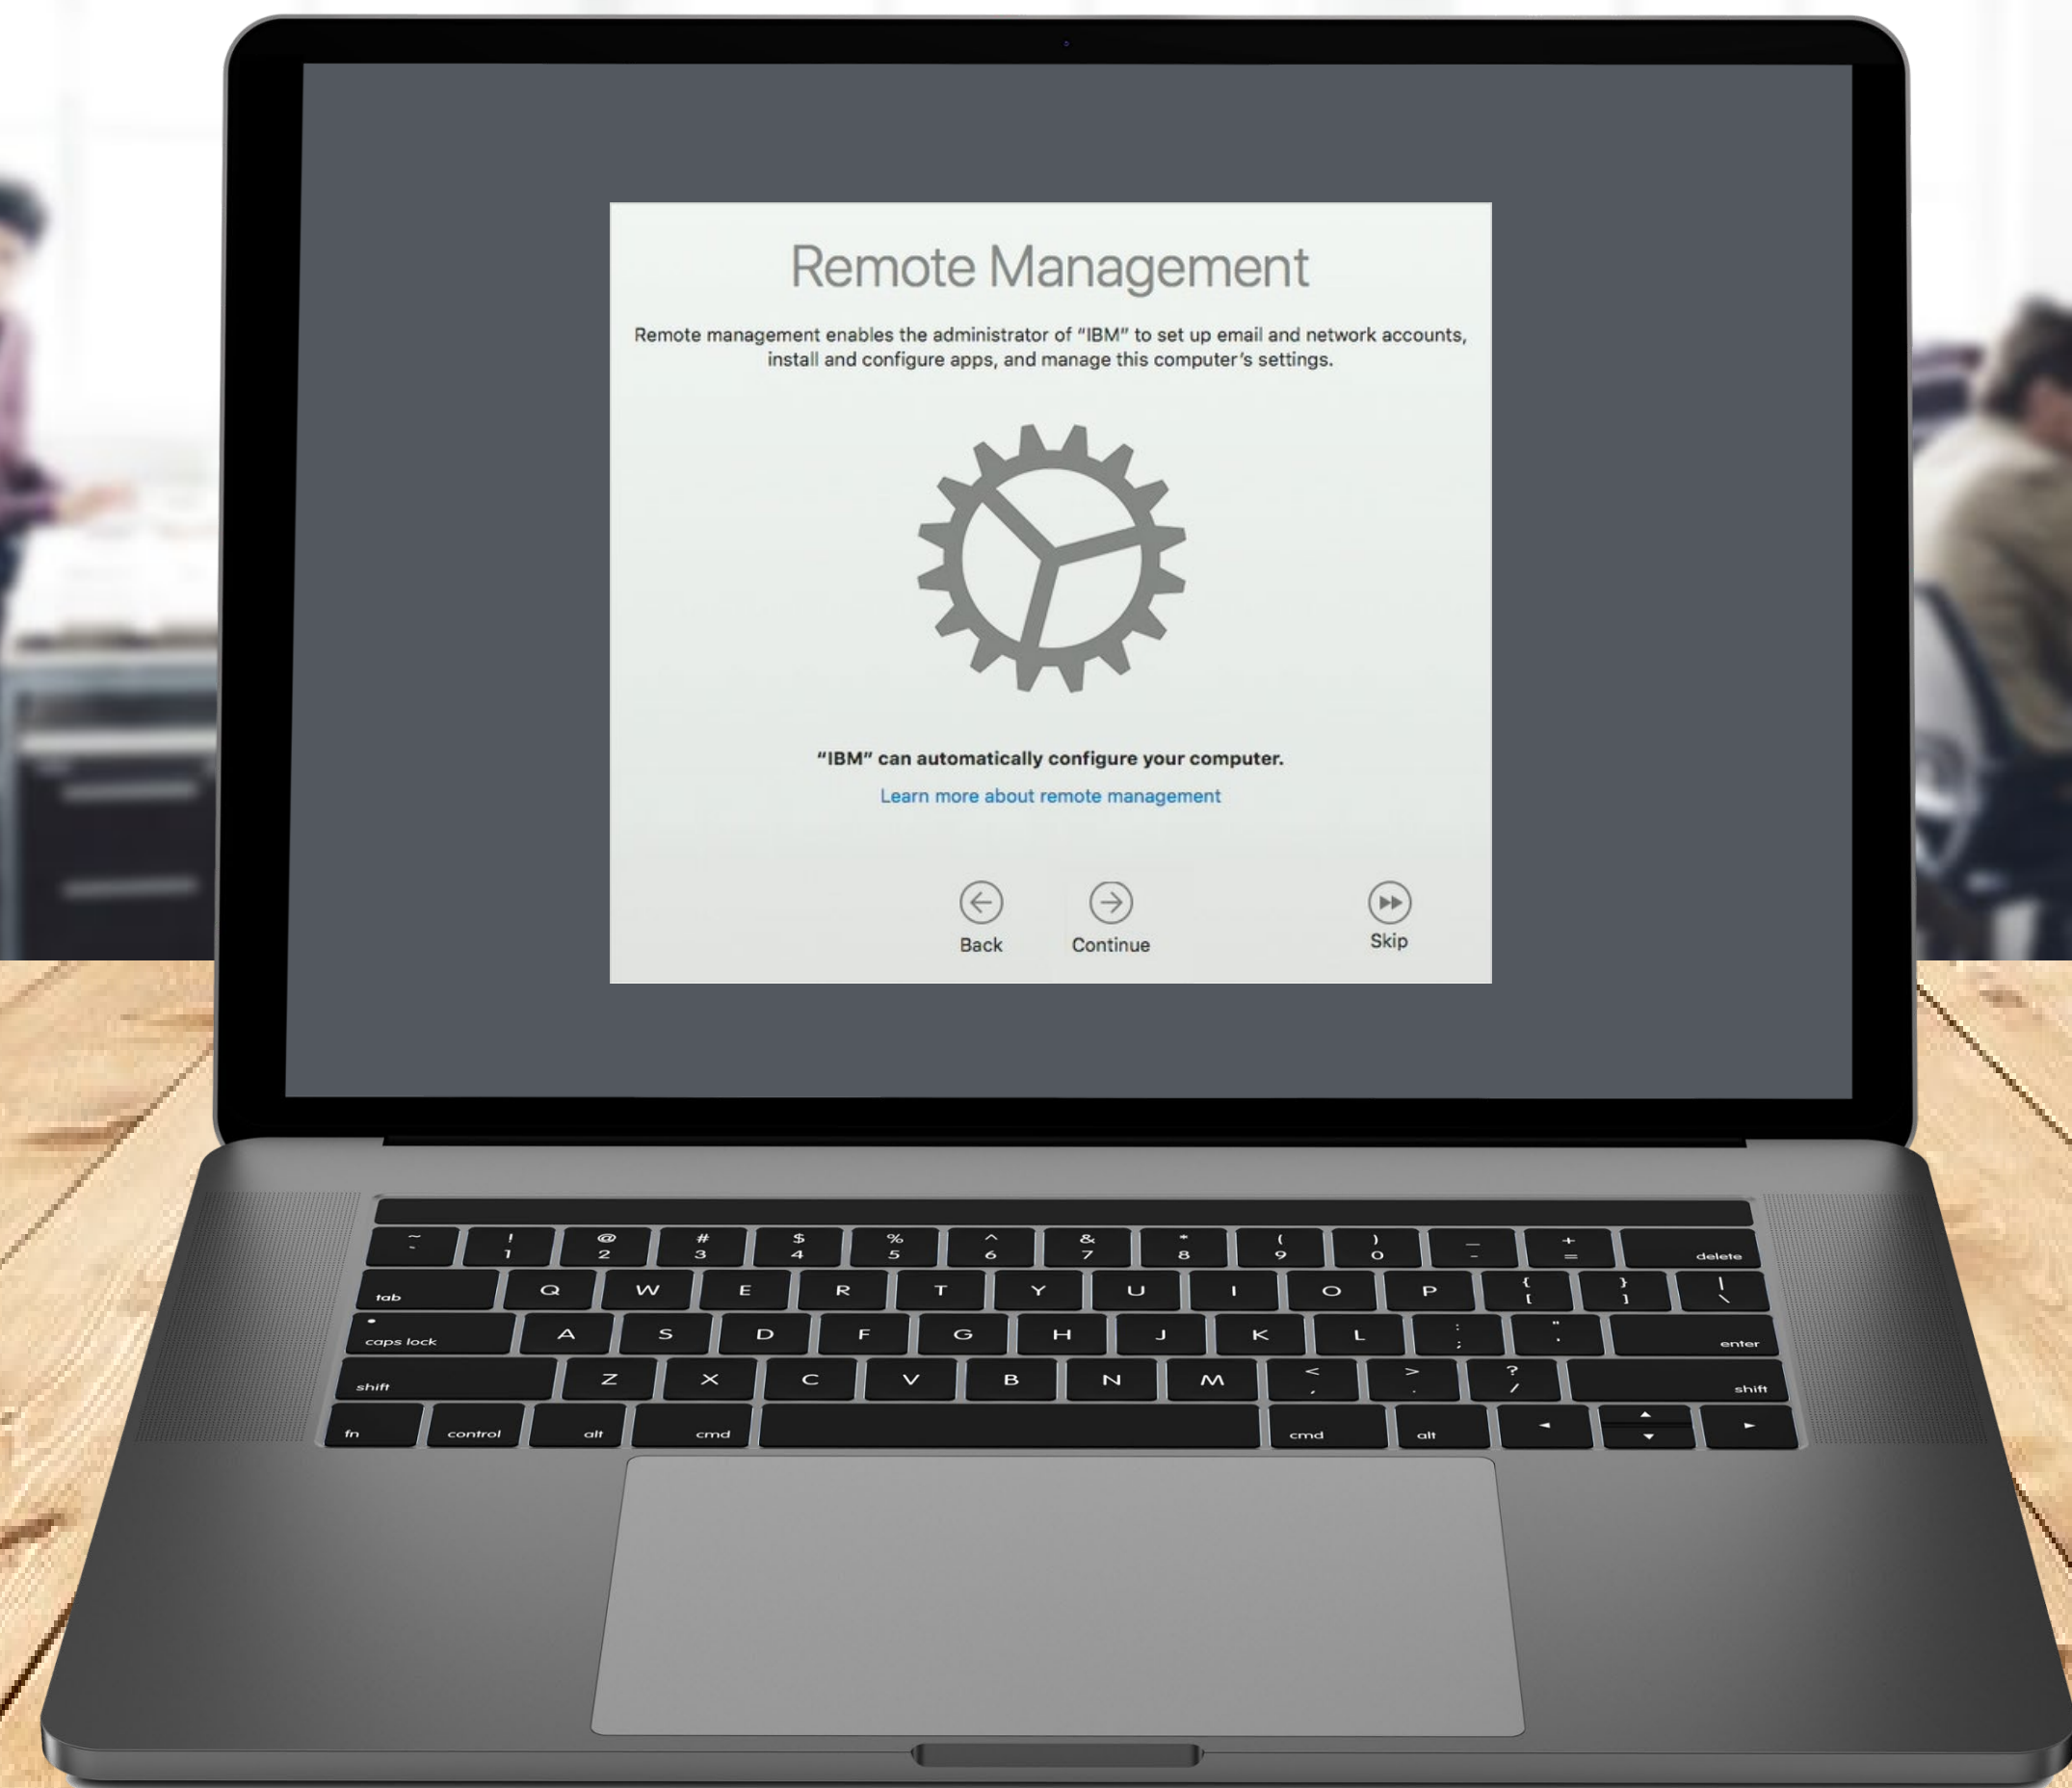 Remote Management
Remote management enables the administrator of “IBM” to set up email and network accounts,
install and configure apps, and manage this computer’s settings.
“IBM” can automatically configure your computer.
Learn more about remote management
Back Continue Skip
~ ! @ # $ % ^ & * ( ) _ +
` 1 2 3 4 5 6 7 8 9 0 - = delete
tab Q W E R T Y U I O P { [ } ] | \
caps lock A S D F G H J K L : ; " ' enter
shift Z X C V B N M < , > . ? / shift
fn control alt cmd cmd alt